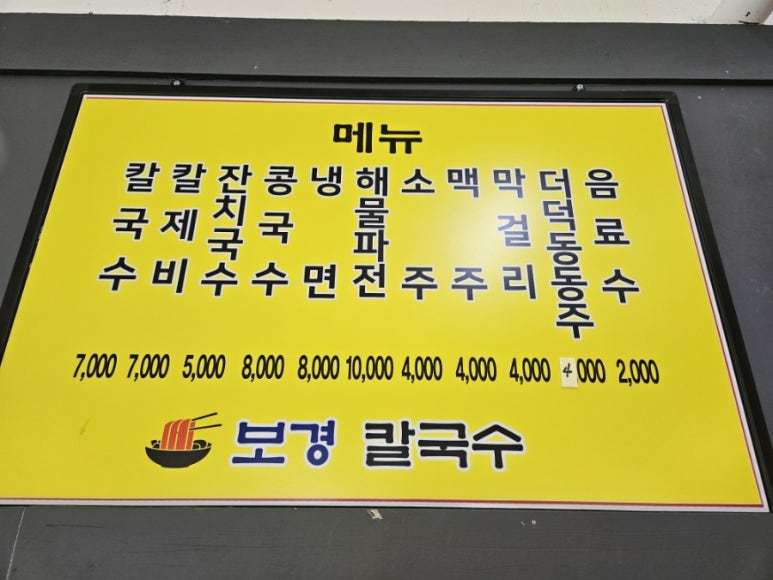 메뉴
칼국수
칼제비
잔치국수
콩국수
냉면
해물파전
소주
맥주
막걸리
더덕동동주
음료수
7,000 7,000 5,000 8,000 8,000 10,000 4,000 4,000 4,000 4,000 2,000
보경 칼국수